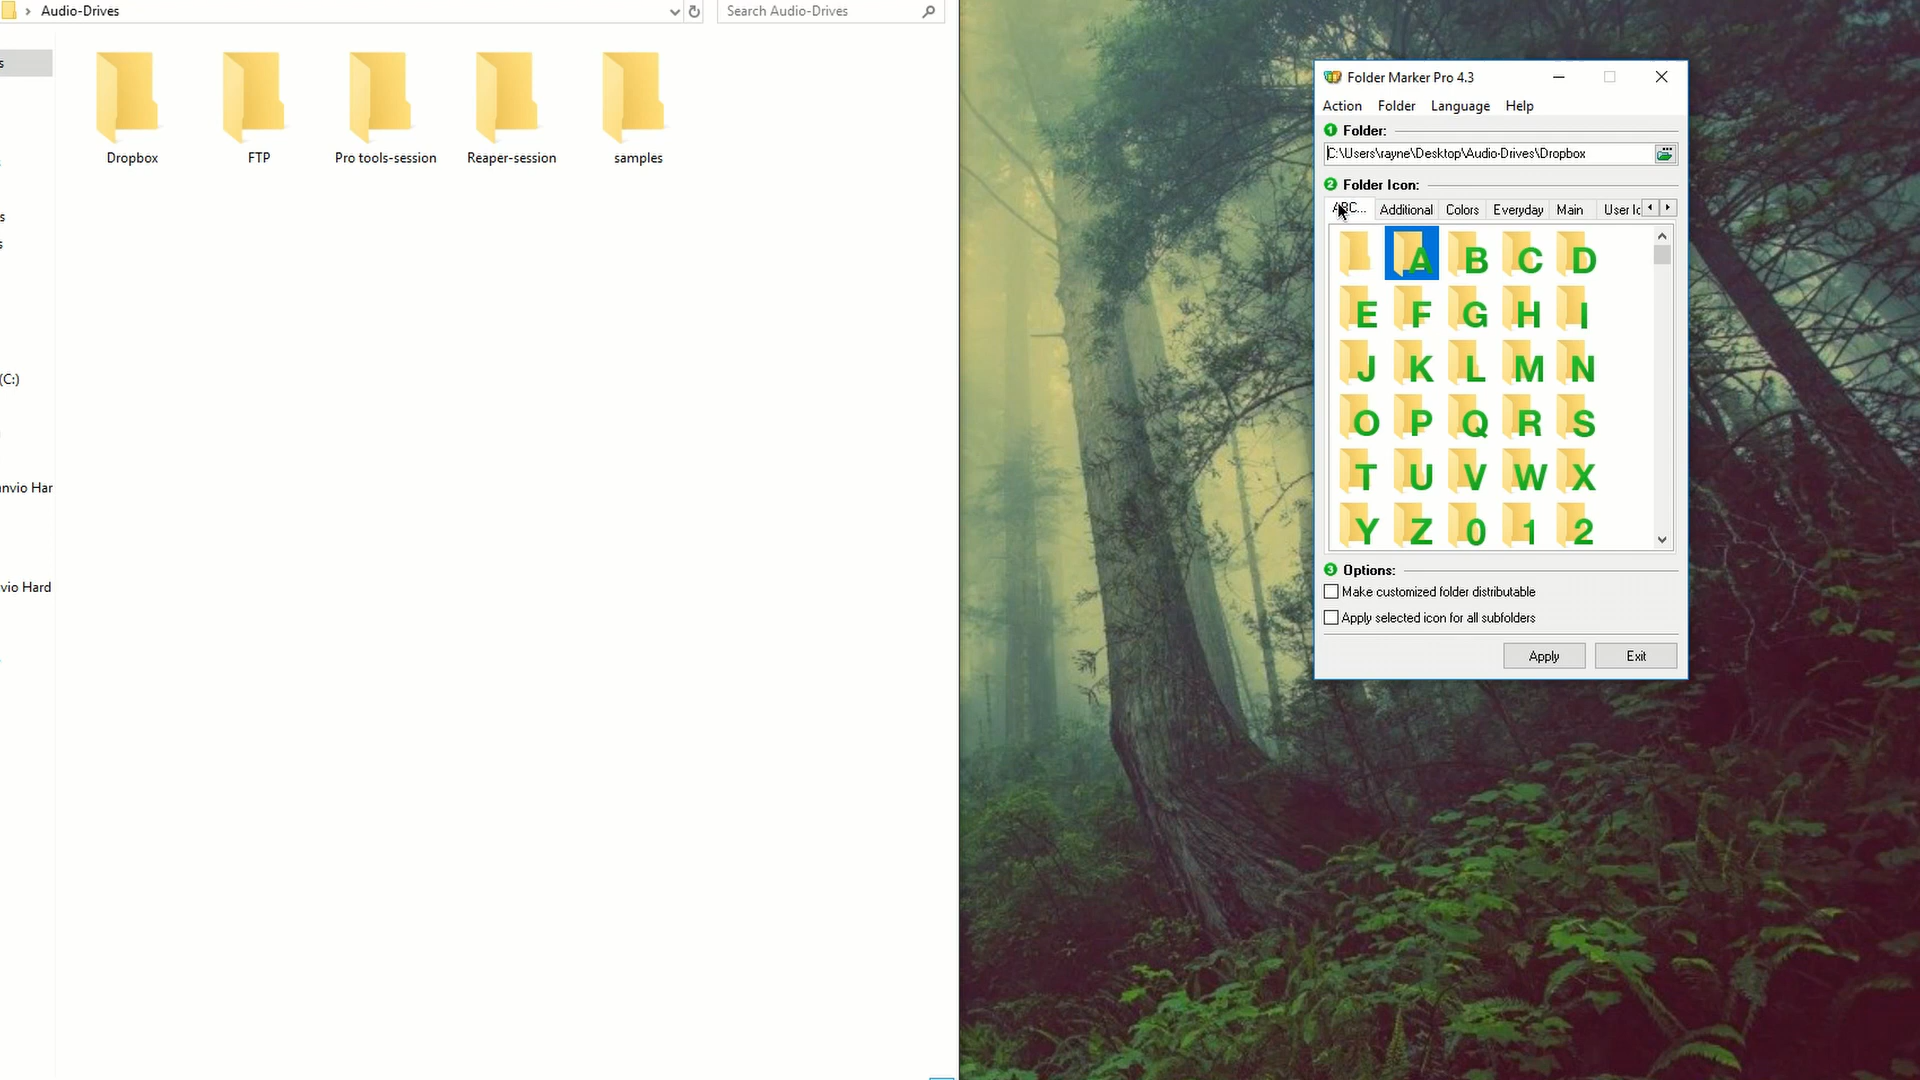 Audio-Drives
Search Audio-Drives
s
Dropbox
FTP
Pro tools-session
Reaper-session
samples
s
s
(C:)
nvio Har
vio Hard
Folder Marker Pro 4.3
Action Folder Language Help
1 Folder:
C:\Users\rayne\Desktop\Audio-Drives\Dropbox
2 Folder Icon:
ABC... Additional Colors Everyday Main User Ic
A B C D
E F G H I
J K L M N
O P Q R S
T U V W X
Y Z 0 1 2
3 Options:
Make customized folder distributable
Apply selected icon for all subfolders
Apply Exit